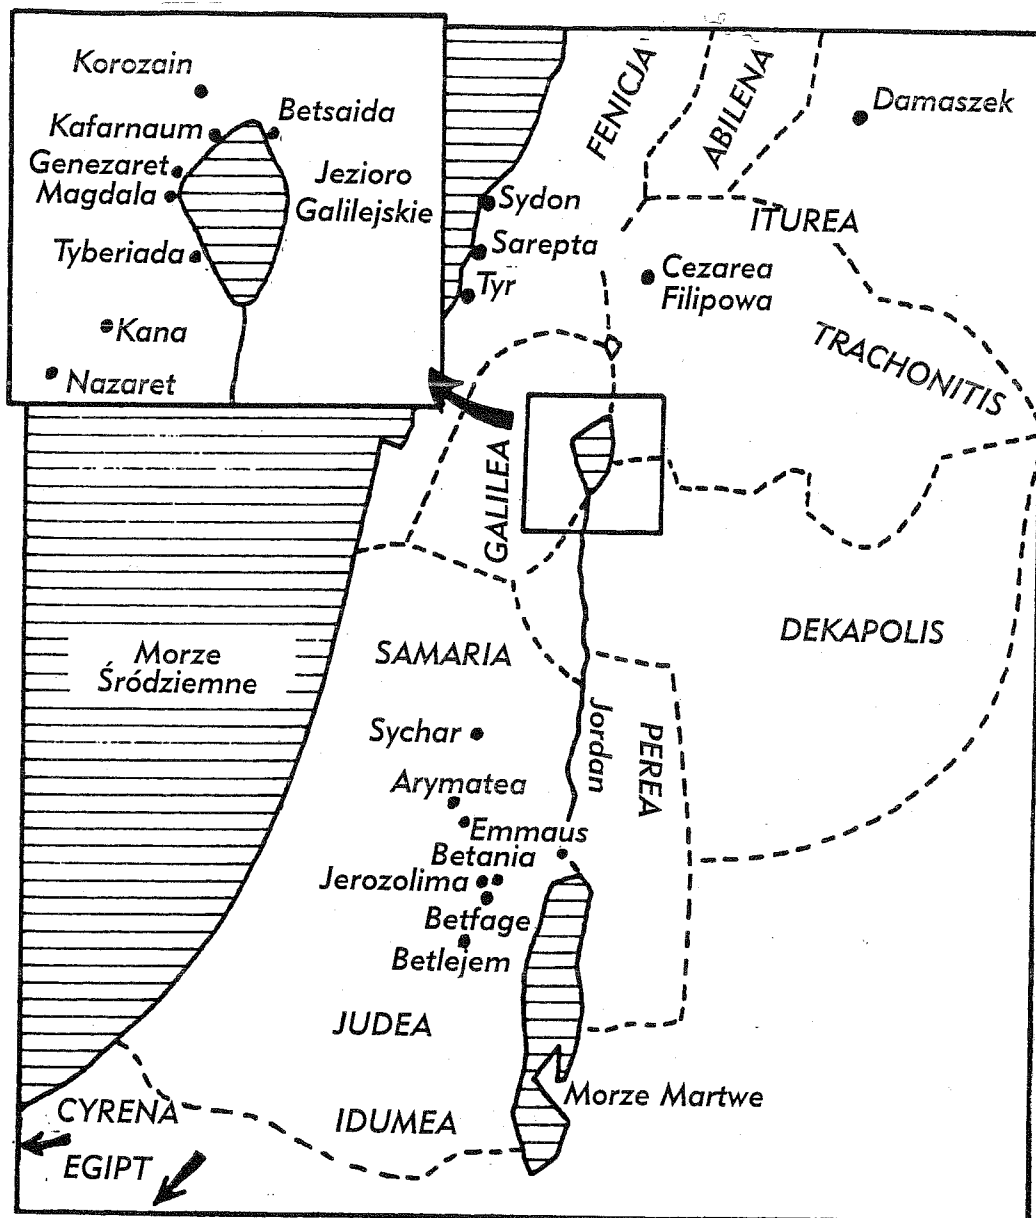 Korozain
Betsaida
Kafarnaum
Genezaret
Magdala
Jezioro
Galilejskie
Tyberiada
Kana
Nazaret
FENICJA
ABILENA
Damaszek
Sydon
ITUREA
Sarepta
Cezarea
Filipowa
Tyr
TRACHONITIS
GALILEA
DEKAPOLIS
Morze
Śródziemne
SAMARIA
Sychar
Jordan
PEREA
Arymatea
Emmaus
Betania
Jerozolima
Betfage
Betlejem
JUDEA
Morze Martwe
CYRENA
IDUMEA
EGIPT